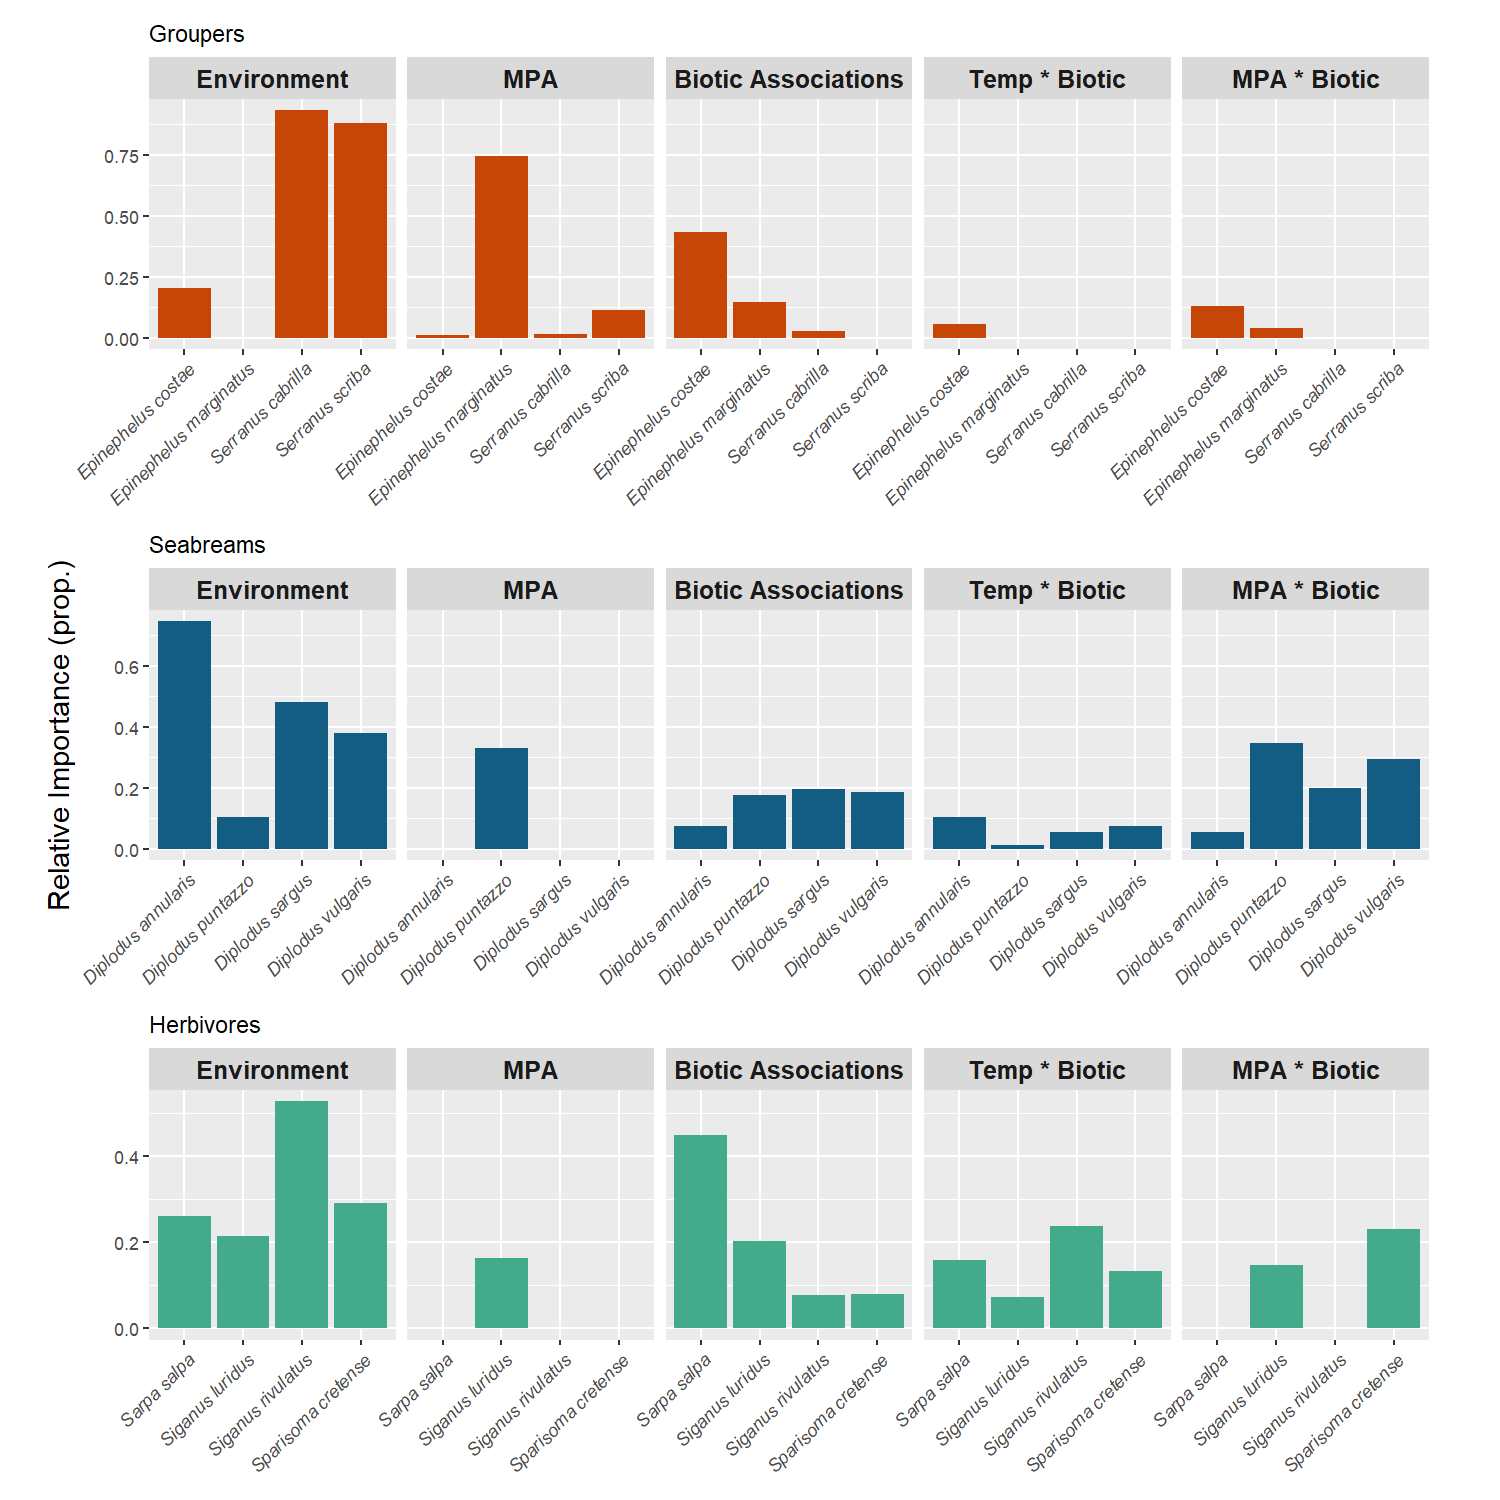 Groupers
Environment MPA Biotic Associations Temp * Biotic MPA * Biotic
0.75
0.50
0.25
0.00
Epinephelus costae Epinephelus marginatus Serranus cabrilla Serranus scriba Epinephelus costae Epinephelus marginatus Serranus cabrilla Serranus scriba Epinephelus costae Epinephelus marginatus Serranus cabrilla Serranus scriba Epinephelus costae Epinephelus marginatus Serranus cabrilla Serranus scriba Epinephelus costae Epinephelus marginatus Serranus cabrilla Serranus scriba
Relative Importance (prop.)
Seabreams
Environment MPA Biotic Associations Temp * Biotic MPA * Biotic
0.6
0.4
0.2
0.0
Diplodus annularis Diplodus puntazzo Diplodus sargus Diplodus vulgaris Diplodus annularis Diplodus puntazzo Diplodus sargus Diplodus vulgaris Diplodus annularis Diplodus puntazzo Diplodus sargus Diplodus vulgaris Diplodus annularis Diplodus puntazzo Diplodus sargus Diplodus vulgaris Diplodus annularis Diplodus puntazzo Diplodus sargus Diplodus vulgaris
Herbivores
Environment MPA Biotic Associations Temp * Biotic MPA * Biotic
0.4
0.2
0.0
Sarpa salpa Siganus luridus Siganus rivulatus Sparisoma cretense Sarpa salpa Siganus luridus Siganus rivulatus Sparisoma cretense Sarpa salpa Siganus luridus Siganus rivulatus Sparisoma cretense Sarpa salpa Siganus luridus Siganus rivulatus Sparisoma cretense Sarpa salpa Siganus luridus Siganus rivulatus Sparisoma cretense